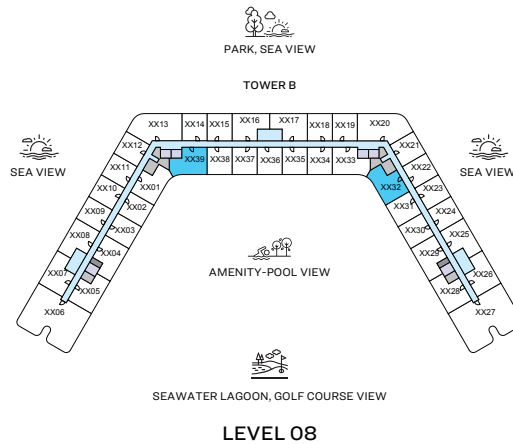 PARK, SEA VIEW
TOWER B
XX13
XX14
XX15
XX16
XX17
XX18
XX19
XX20
XX12
XX21
SEA VIEW
SEA VIEW
XX11
XX39
XX38
XX37
XX36
XX35
XX34
XX33
XX22
XX10
XX01
XX32
XX23
XX09
XX02
XX31
XX24
XX08
XX03
XX30
XX25
XX07
XX04
AMENITY-POOL VIEW
XX29
XX26
XX05
XX28
XX06
XX27
SEAWATER LAGOON, GOLF COURSE VIEW
LEVEL 08